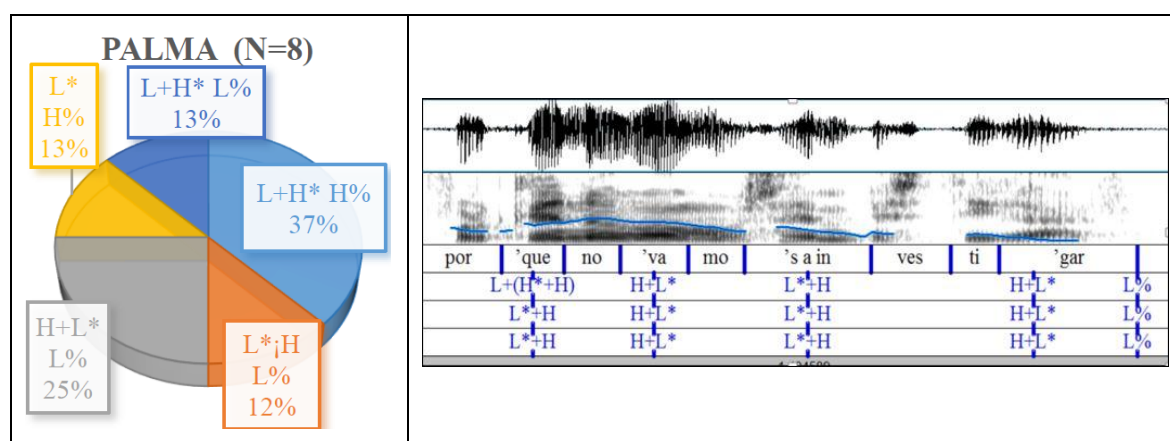 PALMA (N=8)
L*
H%
13%
L+H* L%
13%
L+H* H%
37%
H+L*
L%
25%
L*¡H
L%
12%
por 'que no 'va mo 's a in ves ti 'gar
L+(H*+H) H+L* L*+H H+L* L%
L*+H H+L* L*+H H+L* L%
L*+H H+L* L*+H H+L* L%